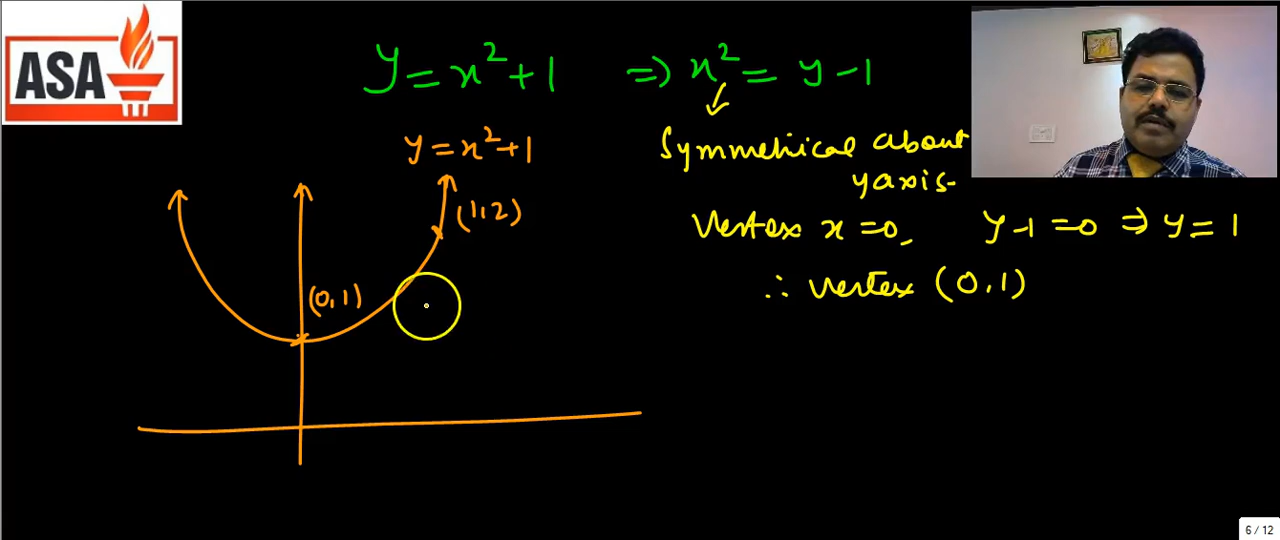 ASA
y = x² + 1 ⇒ x² = y - 1
Symmetrical about
y axis-
y = x² + 1
(1,2)
Vertex x = 0, y - 1 = 0 ⇒ y = 1
∴ vertex (0,1)
(0,1)
6 / 12